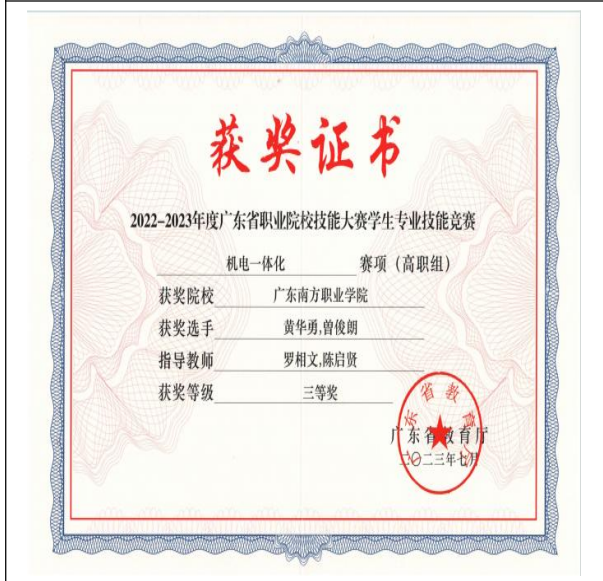 获奖证书
2022-2023年度广东省职业院校技能大赛学生专业技能竞赛
机电一体化 赛项（高职组）
获奖院校 广东南方职业学院
获奖选手 黄华勇,曾俊朗
指导教师 罗相文,陈启贤
获奖等级 三等奖
广东省教育厅
二〇二三年七月